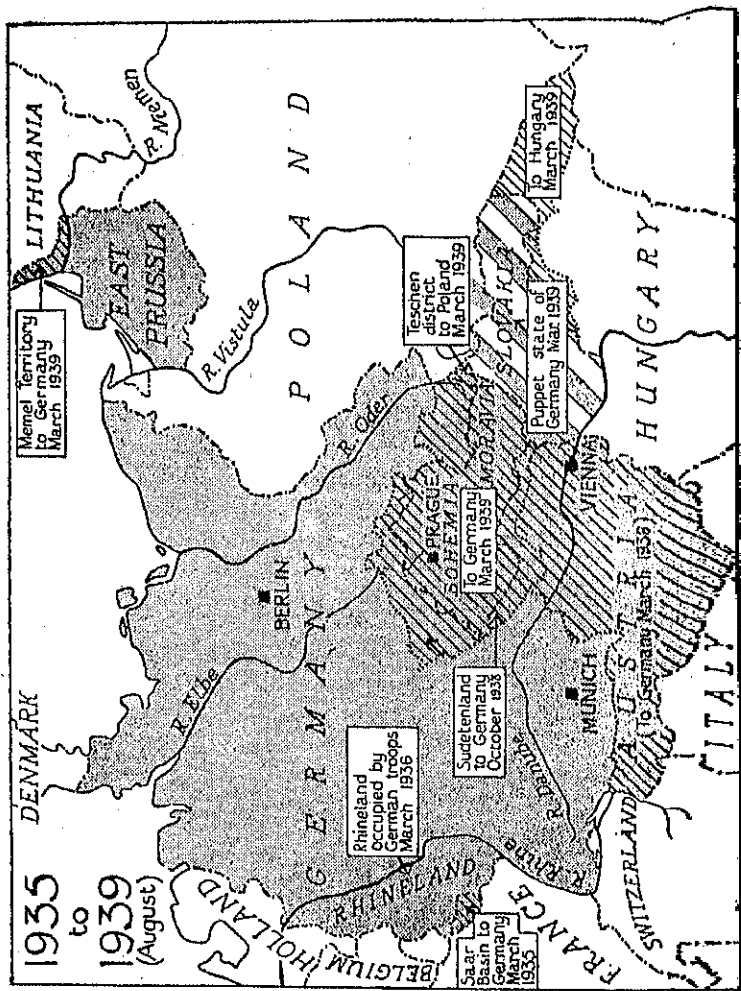 1935
to
1939
(August)
DENMARK
LITHUANIA
R. Niemen
Memel Territory
to Germany
March 1939
EAST
PRUSSIA
R. Vistula
POLAND
R. Elbe
BERLIN
GERMANY
R. Oder
HOLLAND
BELGIUM
Rhineland
occupied by
German troops
March 1936
RHINELAND
Saar
Basin to
Germany
March
1935
FRANCE
R. Rhine
SWITZERLAND
Sudetenland
to Germany
October 1938
R. Danube
MUNICH
PRAGUE
BOHEMIA
To Germany
March 1939
MORAVIA
Teschen
district
to Poland
March 1939
SLOVAKIA
Puppet state of
Germany Mar 1939
To Hungary
March 1939
VIENNA
AUSTRIA
(To Germany March 1938)
HUNGARY
ITALY